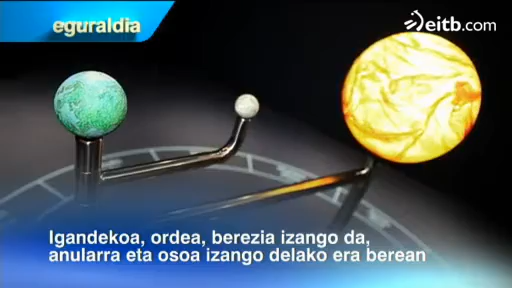 eguraldia
eitb.com
Igandekoa, ordea, berezia izango da,
anularra eta osoa izango delako era berean